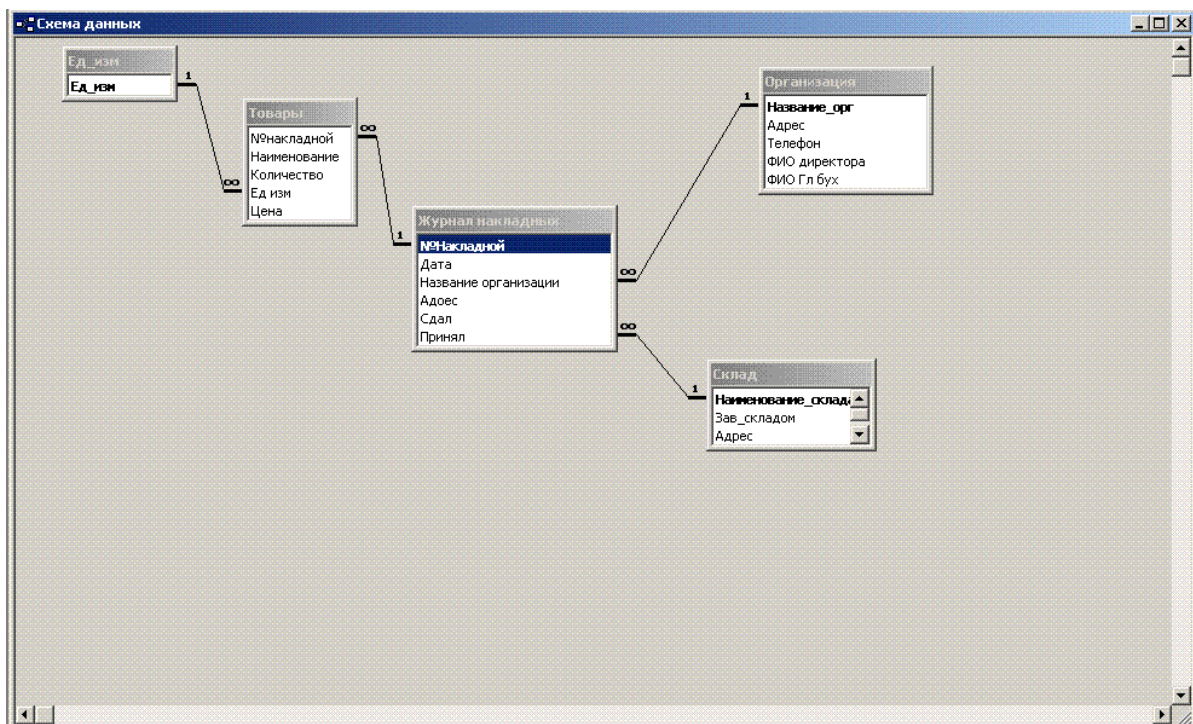 Схема данных
Ед_изм
Ед_изм
1
∞
Товары
№накладной
Наименование
Количество
Ед изм
Цена
∞
1
Журнал накладных
№Накладной
Дата
Название организации
Адоес
Сдал
Принял
∞
∞
1
Организация
Название_орг
Адрес
Телефон
ФИО директора
ФИО Гл бух
1
Склад
Наименование_склада
Зав_складом
Адрес